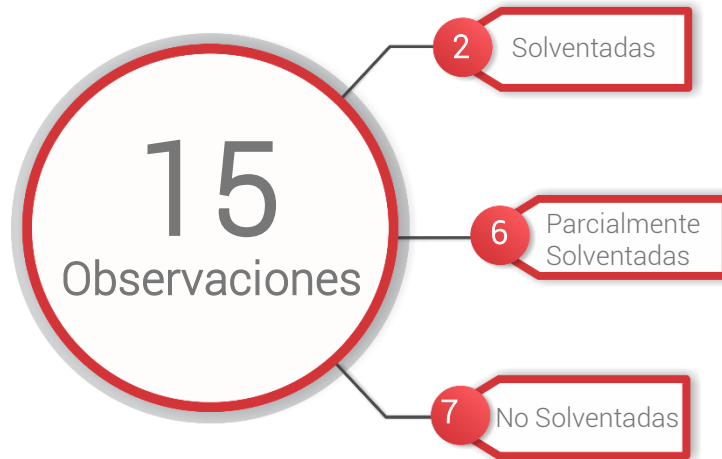 15
Observaciones
2
Solventadas
6
Parcialmente
Solventadas
7
No Solventadas